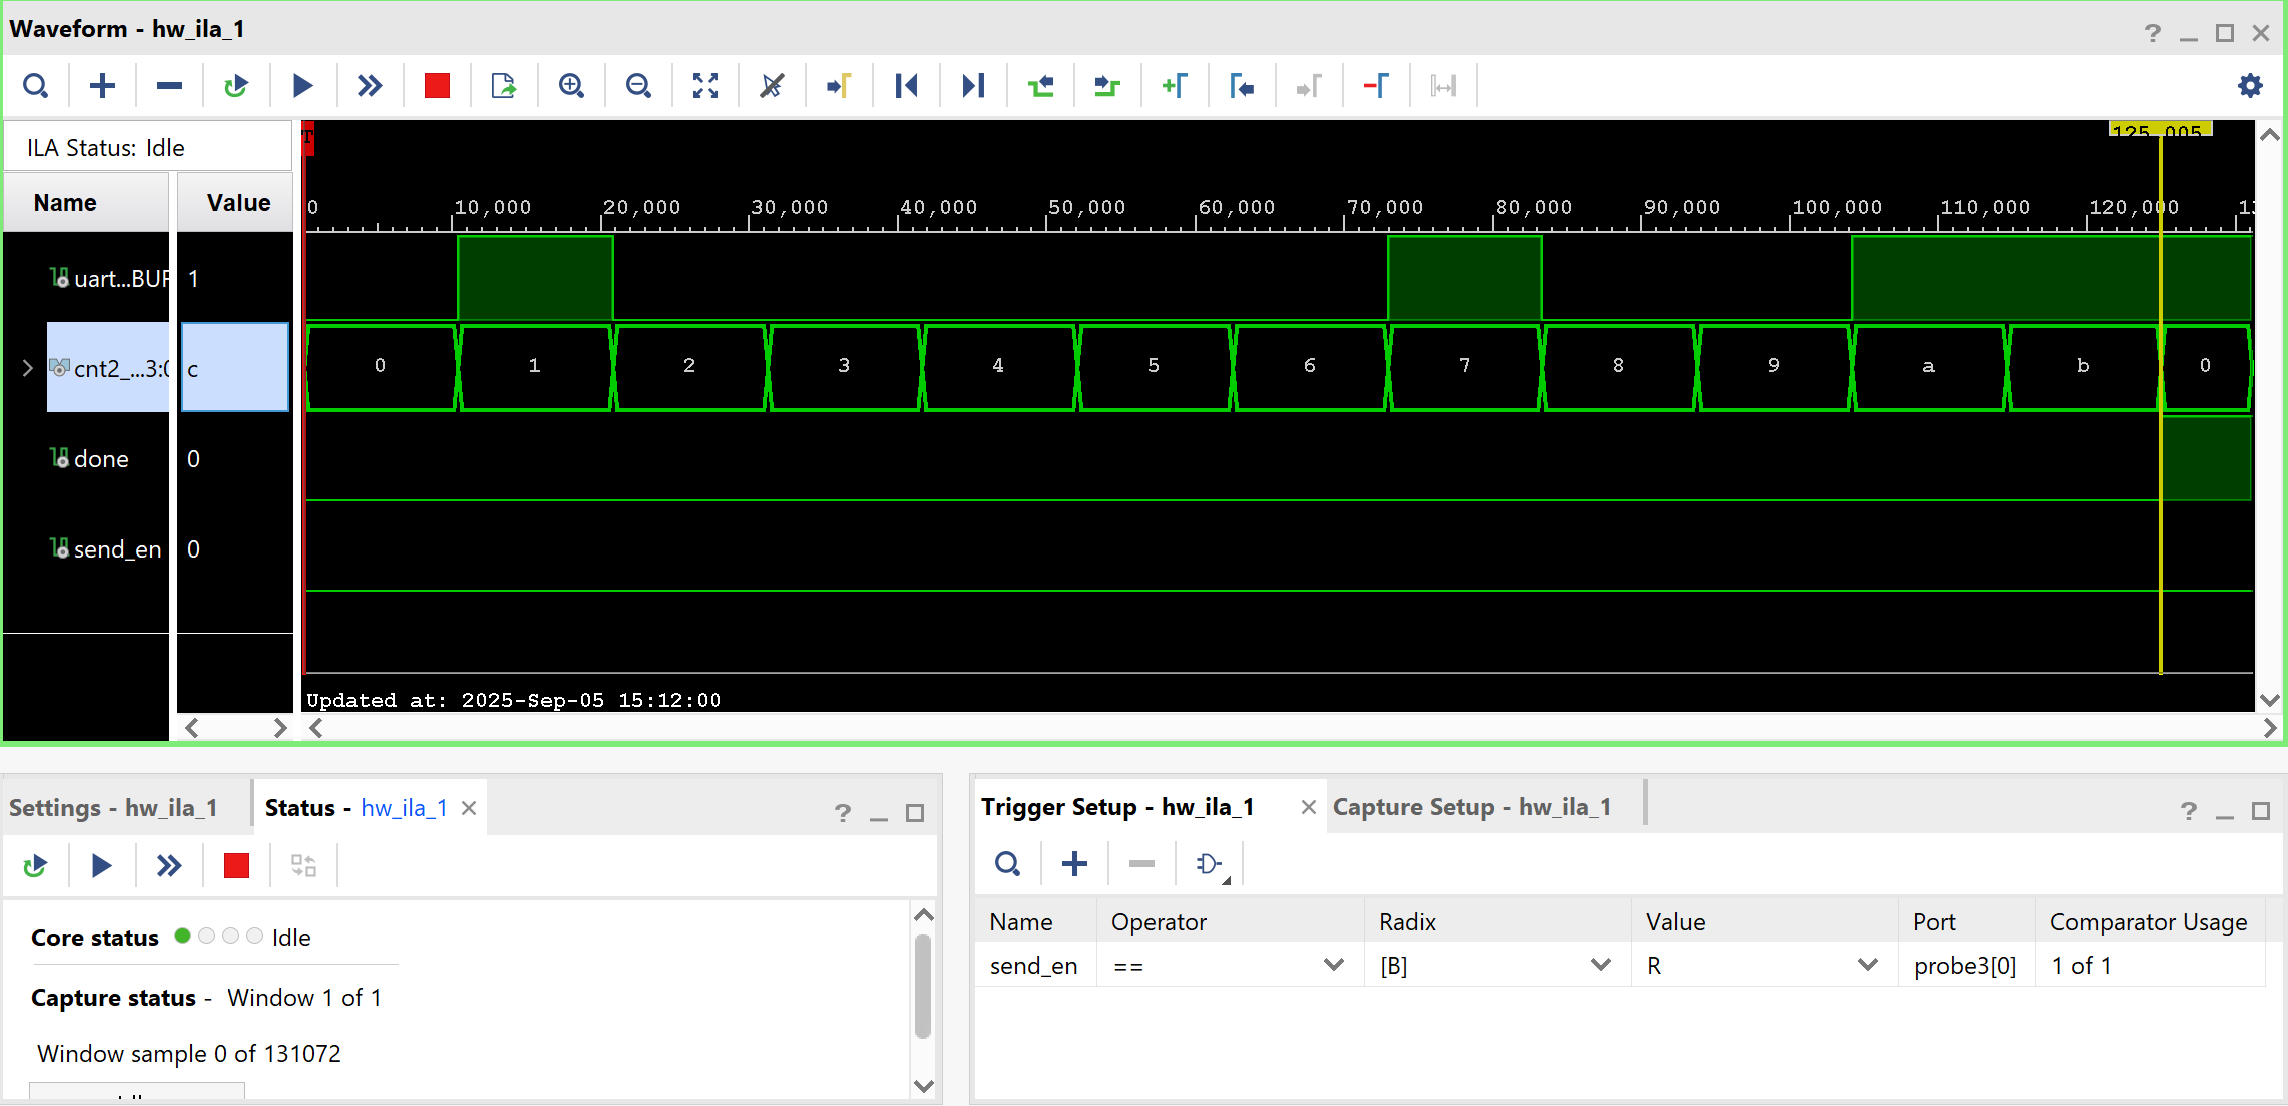 Waveform - hw_ila_1
ILA Status: Idle
Name Value
T
125,005
0 10,000 20,000 30,000 40,000 50,000 60,000 70,000 80,000 90,000 100,000 110,000 120,000 13
uart...BUF 1
cnt2_...3:0 c 0 1 2 3 4 5 6 7 8 9 a b 0
done 0
send_en 0
Updated at: 2025-Sep-05 15:12:00
Settings - hw_ila_1 Status - hw_ila_1
Core status Idle
Capture status - Window 1 of 1
Window sample 0 of 131072
Trigger Setup - hw_ila_1 Capture Setup - hw_ila_1
Name Operator Radix Value Port Comparator Usage
send_en == [B] R probe3[0] 1 of 1